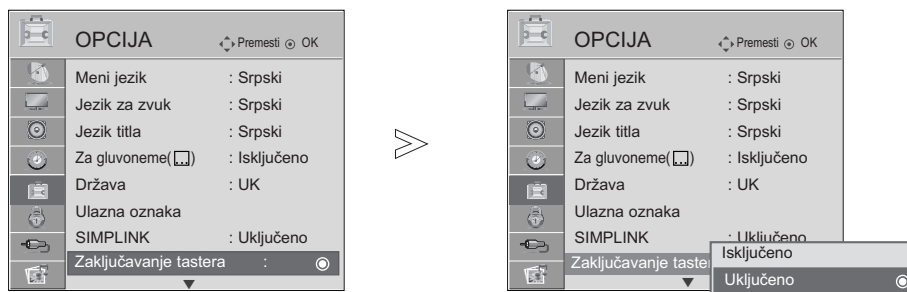 OPCIJA Premesti OK
Meni jezik : Srpski
Jezik za zvuk : Srpski
Jezik titla : Srpski
Za gluvoneme( ) : Isključeno
Država : UK
Ulazna oznaka
SIMPLINK : Uključeno
Zaključavanje tastera :
OPCIJA Premesti OK
Meni jezik : Srpski
Jezik za zvuk : Srpski
Jezik titla : Srpski
Za gluvoneme( ) : Isključeno
Država : UK
Ulazna oznaka
SIMPLINK : Uključeno
Zaključavanje taste
Isključeno
Uključeno